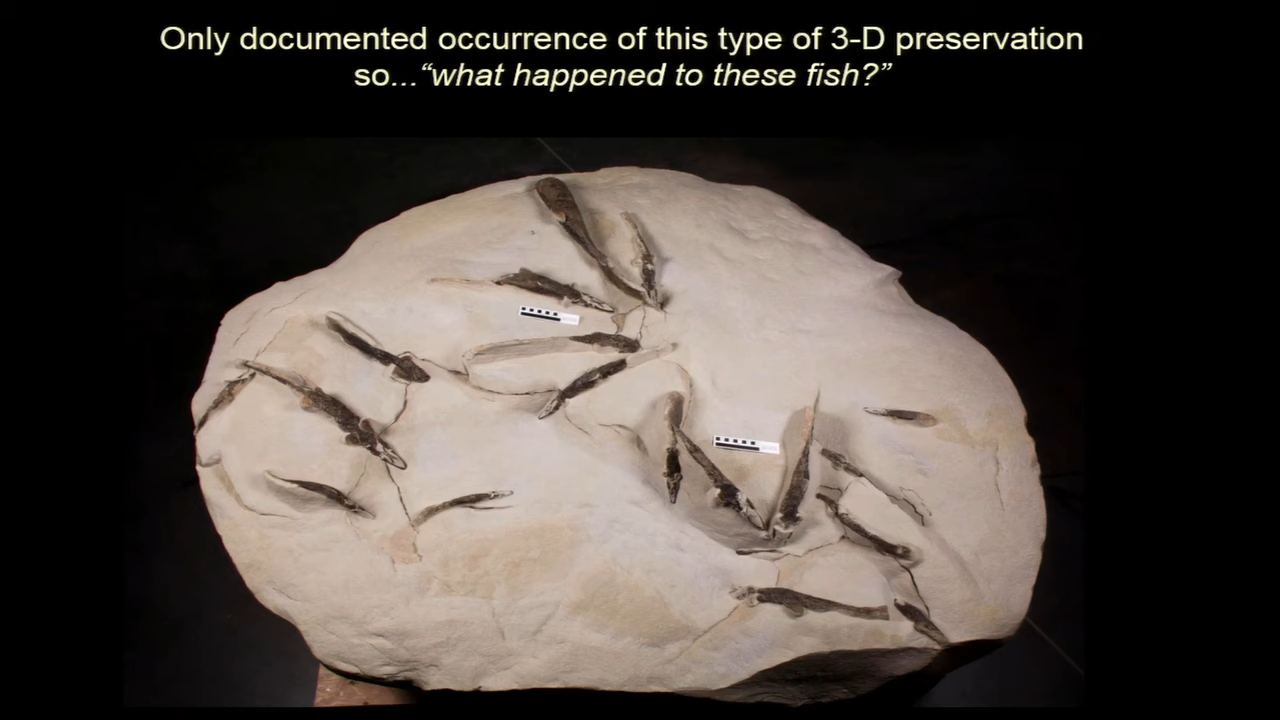 Only documented occurrence of this type of 3-D preservation
so...“what happened to these fish?”